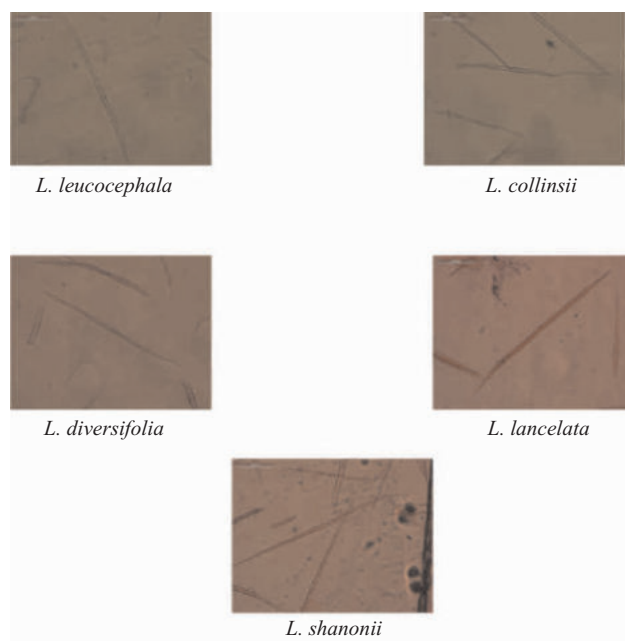 L. leucocephala
L. collinsii
L. diversifolia
L. lancelata
L. shanonii